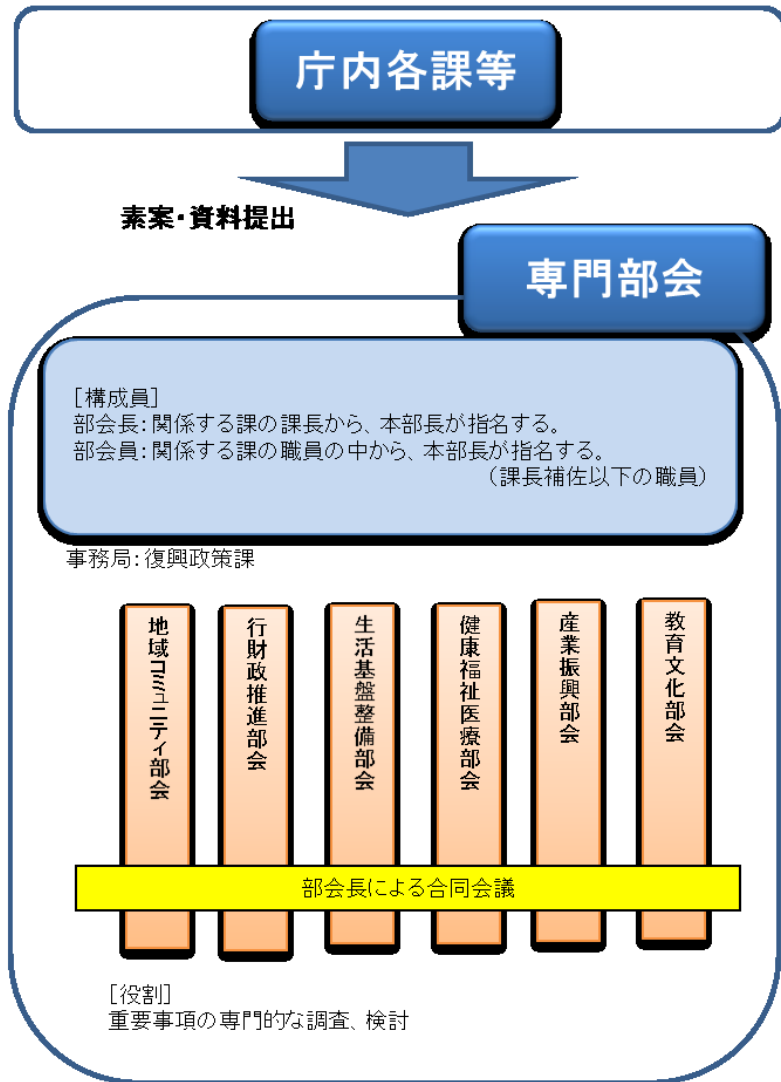 庁内各課等
素案・資料提出
専門部会
［構成員］
部会長：関係する課の課長から、本部長が指名する。
部会員：関係する課の職員の中から、本部長が指名する。
（課長補佐以下の職員）
事務局：復興政策課
地域コミュニティ部会
行財政推進部会
生活基盤整備部会
健康福祉医療部会
産業振興部会
教育文化部会
部会長による合同会議
［役割］
重要事項の専門的な調査、検討